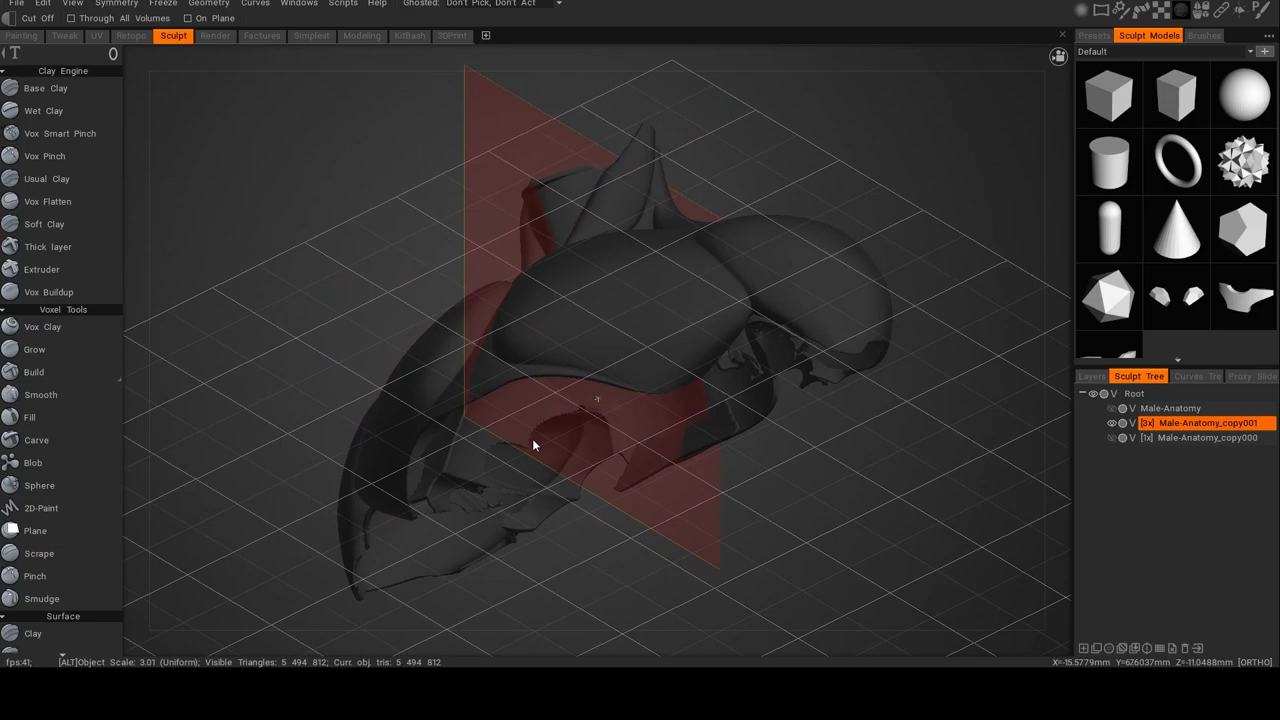 File Edit View Symmetry Freeze Geometry Curves Windows Scripts Help Ghosted: Don't Pick, Don't Act
Cut Off Through All Volumes On Plane
Painting Tweak UV Retopo Sculpt Render Factures Simplest Modeling KitBash 3DPrint
Presets Sculpt Models Brushes
Default
Clay Engine
Base Clay
Wet Clay
Vox Smart Pinch
Vox Pinch
Usual Clay
Vox Flatten
Soft Clay
Thick layer
Extruder
Vox Buildup
Voxel Tools
Vox Clay
Grow
Build
Smooth
Fill
Carve
Blob
Sphere
2D-Paint
Plane
Scrape
Pinch
Smudge
Surface
Clay
Layers Sculpt Tree Curves Tre Proxy Slide
V Root
V Male-Anatomy
V [3x] Male-Anatomy_copy001
V [1x] Male-Anatomy_copy000
fps:41; [ALT]Object Scale: 3.01 (Uniform); Visible Triangles: 5 494 812; Curr. obj. tris: 5 494 812
X=-15.5779mm Y=67.6037mm Z=-11.0488mm [ORTHO]